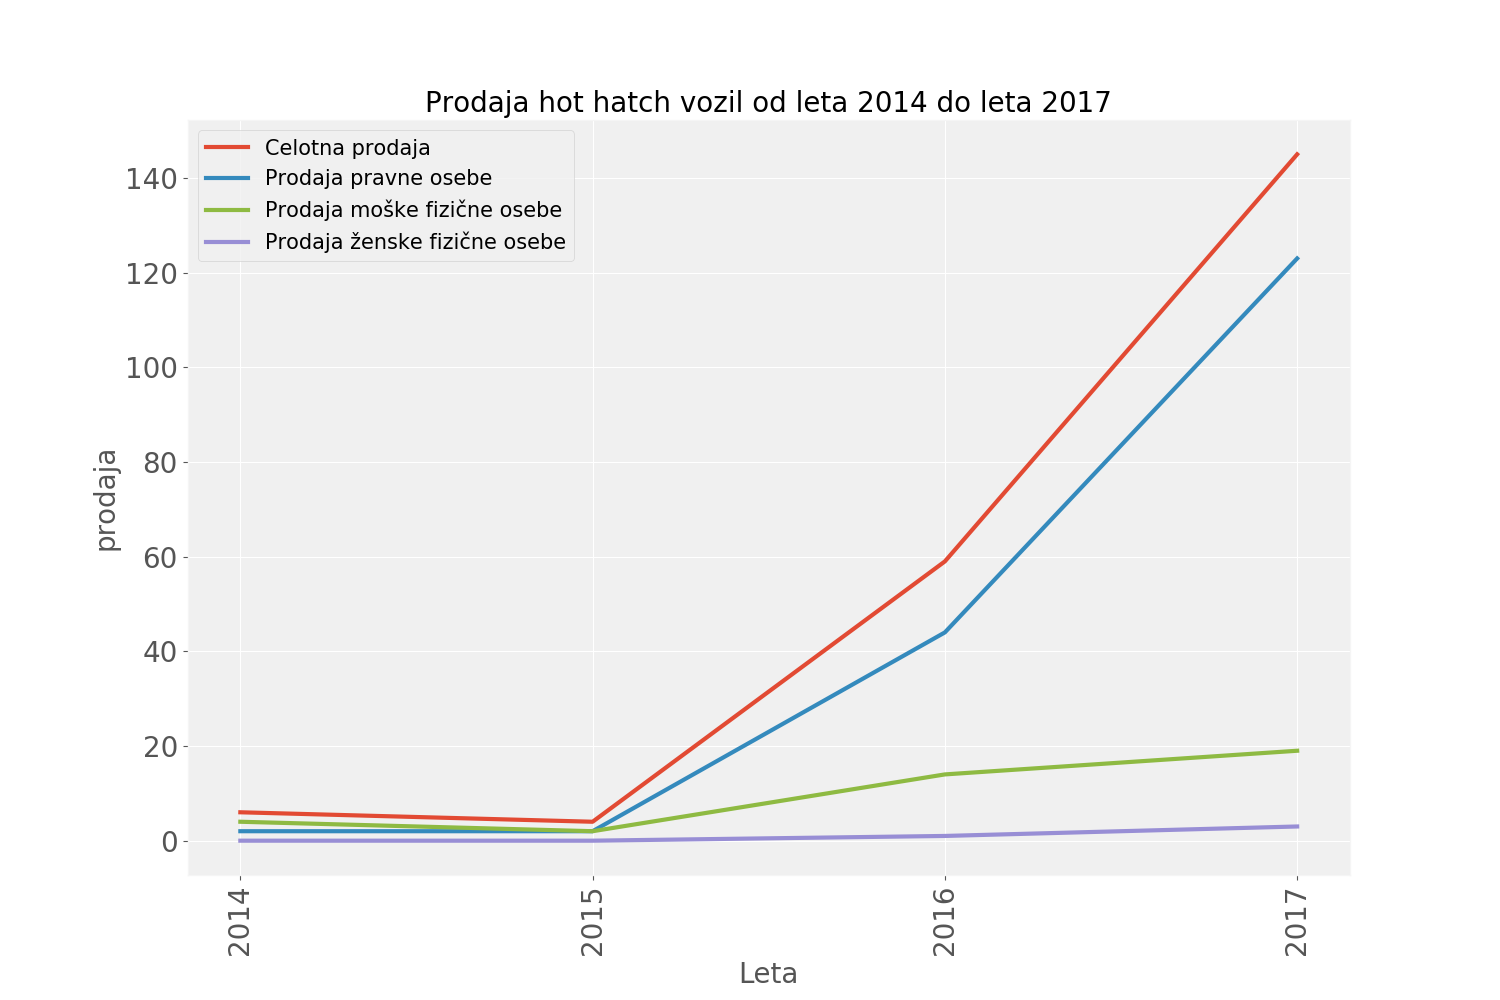 Prodaja hot hatch vozil od leta 2014 do leta 2017
Celotna prodaja
Prodaja pravne osebe
Prodaja moške fizične osebe
Prodaja ženske fizične osebe
140
120
100
80
60
40
20
0
prodaja
2014
2015
2016
2017
Leta